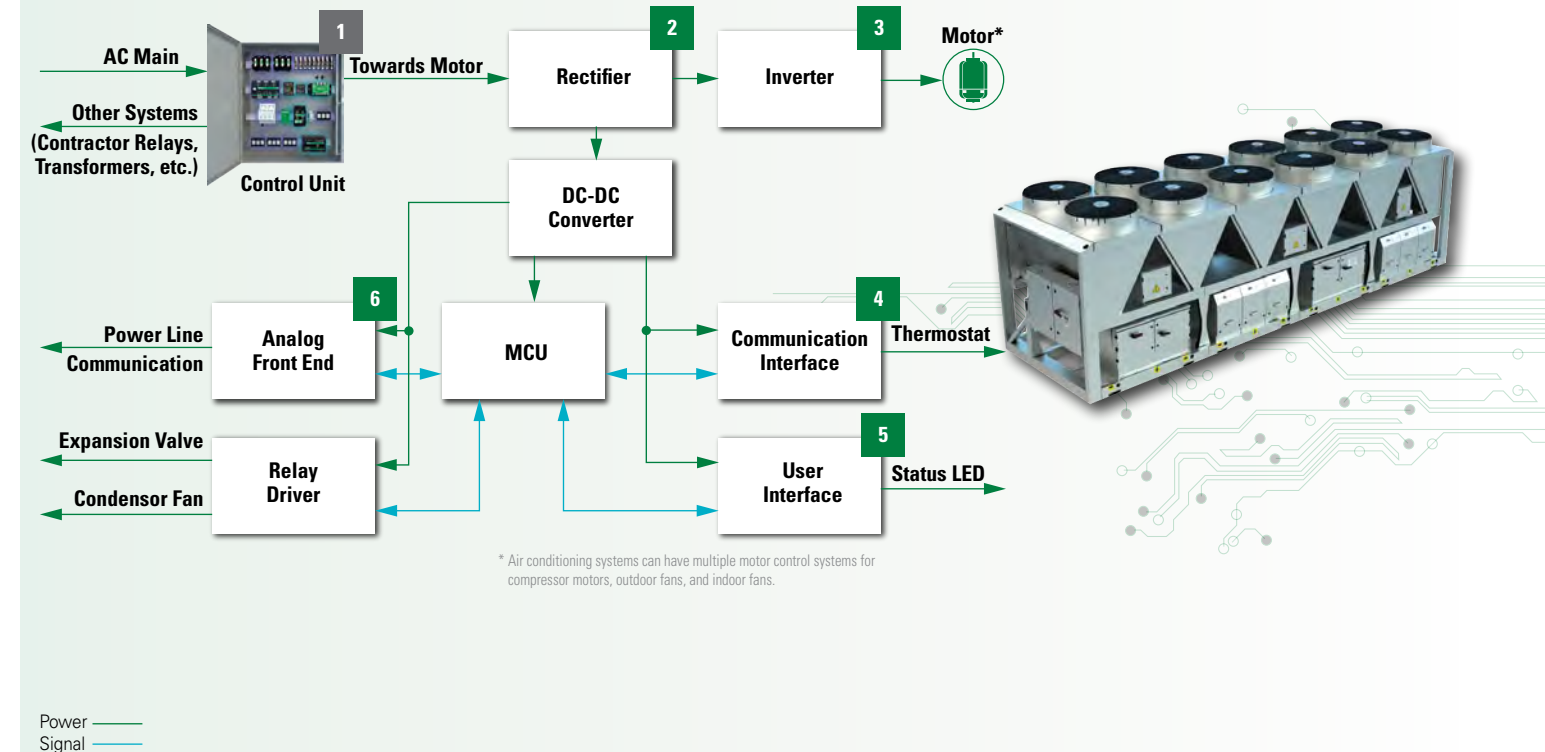 1
2
3
AC Main
Towards Motor
Rectifier
Inverter
Motor*
Other Systems
(Contractor Relays,
Transformers, etc.)
Control Unit
DC-DC
Converter
6
4
Power Line
Communication
Analog
Front End
MCU
Communication
Interface
Thermostat
5
Expansion Valve
Condensor Fan
Relay
Driver
User
Interface
Status LED
* Air conditioning systems can have multiple motor control systems for
compressor motors, outdoor fans, and indoor fans.
Power
Signal